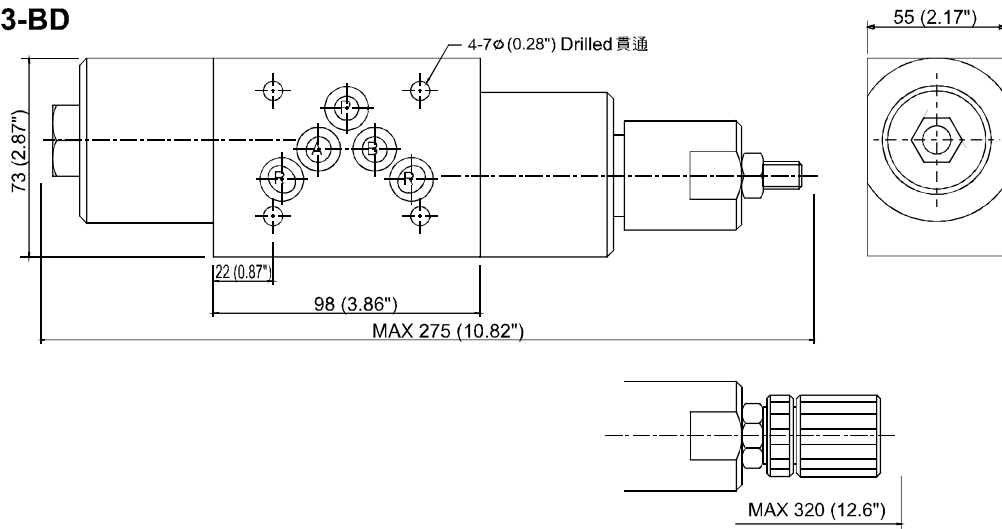 3-BD
55 (2.17")
4-7ø(0.28") Drilled 貫通
73 (2.87")
A
B
R
R
22 (0.87")
98 (3.86")
MAX 275 (10.82")
MAX 320 (12.6")